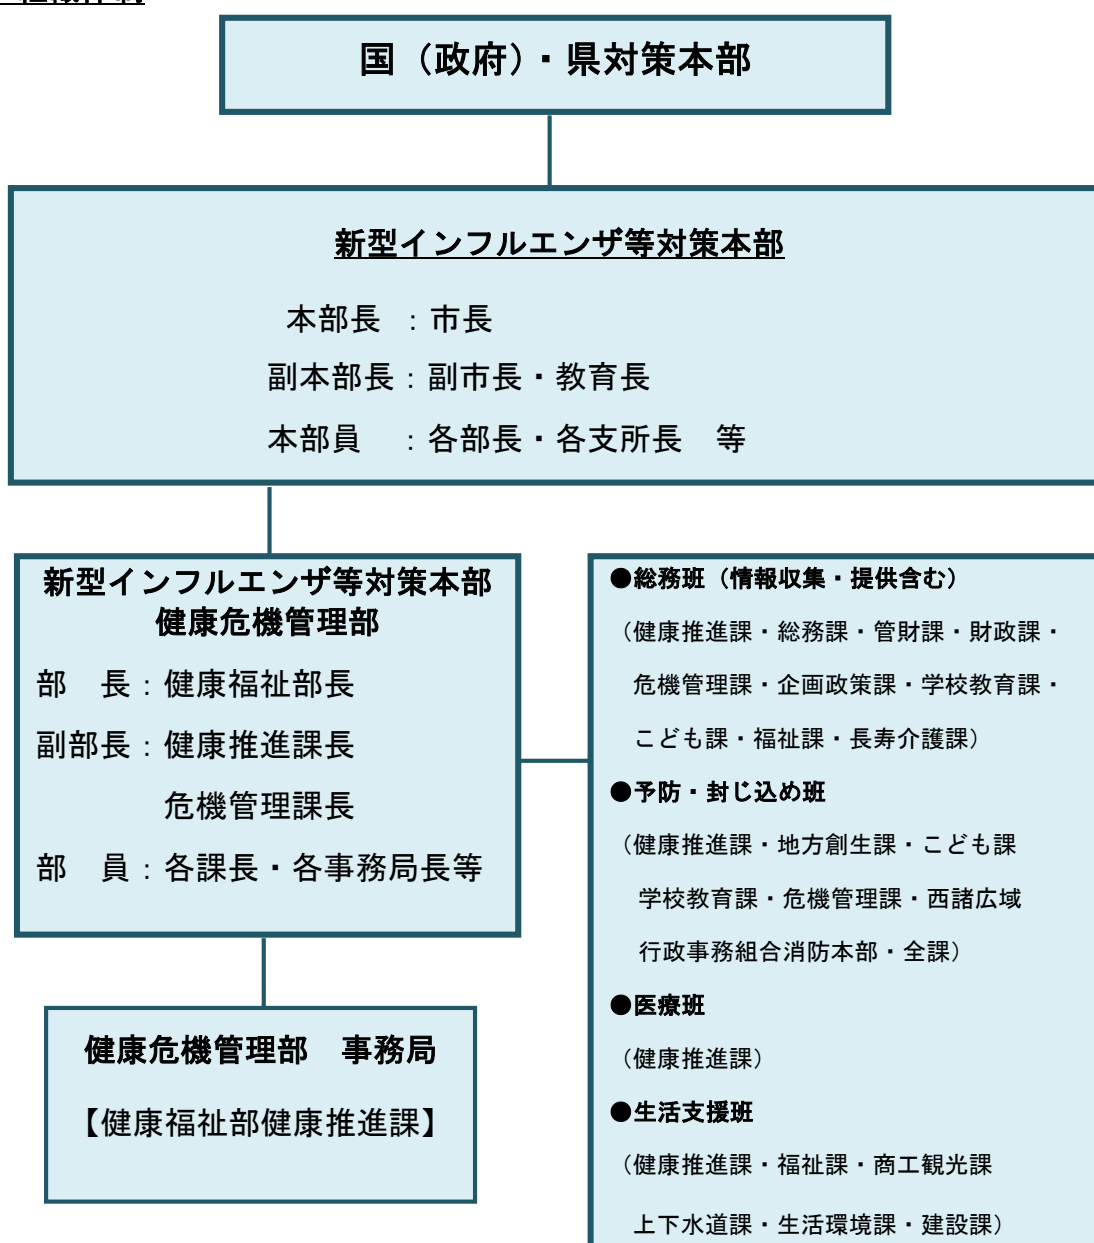 国（政府）・県対策本部
新型インフルエンザ等対策本部
本部長　：市長
副本部長：副市長・教育長
本部員　：各部長・各支所長　等
新型インフルエンザ等対策本部
健康危機管理部
部　長：健康福祉部長
副部長：健康推進課長
危機管理課長
部　員：各課長・各事務局長等
健康危機管理部　事務局
【健康福祉部健康推進課】
●総務班（情報収集・提供含む）
（健康推進課・総務課・管財課・財政課・
危機管理課・企画政策課・学校教育課・
こども課・福祉課・長寿介護課）
●予防・封じ込め班
（健康推進課・地方創生課・こども課
学校教育課・危機管理課・西諸広域
行政事務組合消防本部・全課）
●医療班
（健康推進課）
●生活支援班
（健康推進課・福祉課・商工観光課
上下水道課・生活環境課・建設課）